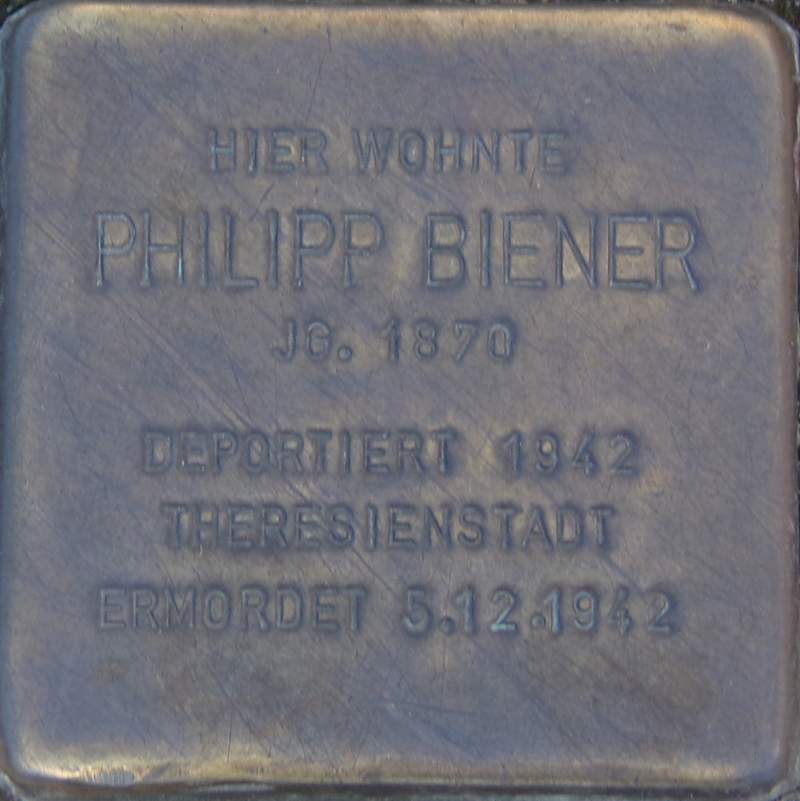 HIER WOHNTE
PHILIPP BIENER
JG. 1870
DEPORTIERT 1942
THERESIENSTADT
ERMORDET 5.12.1942